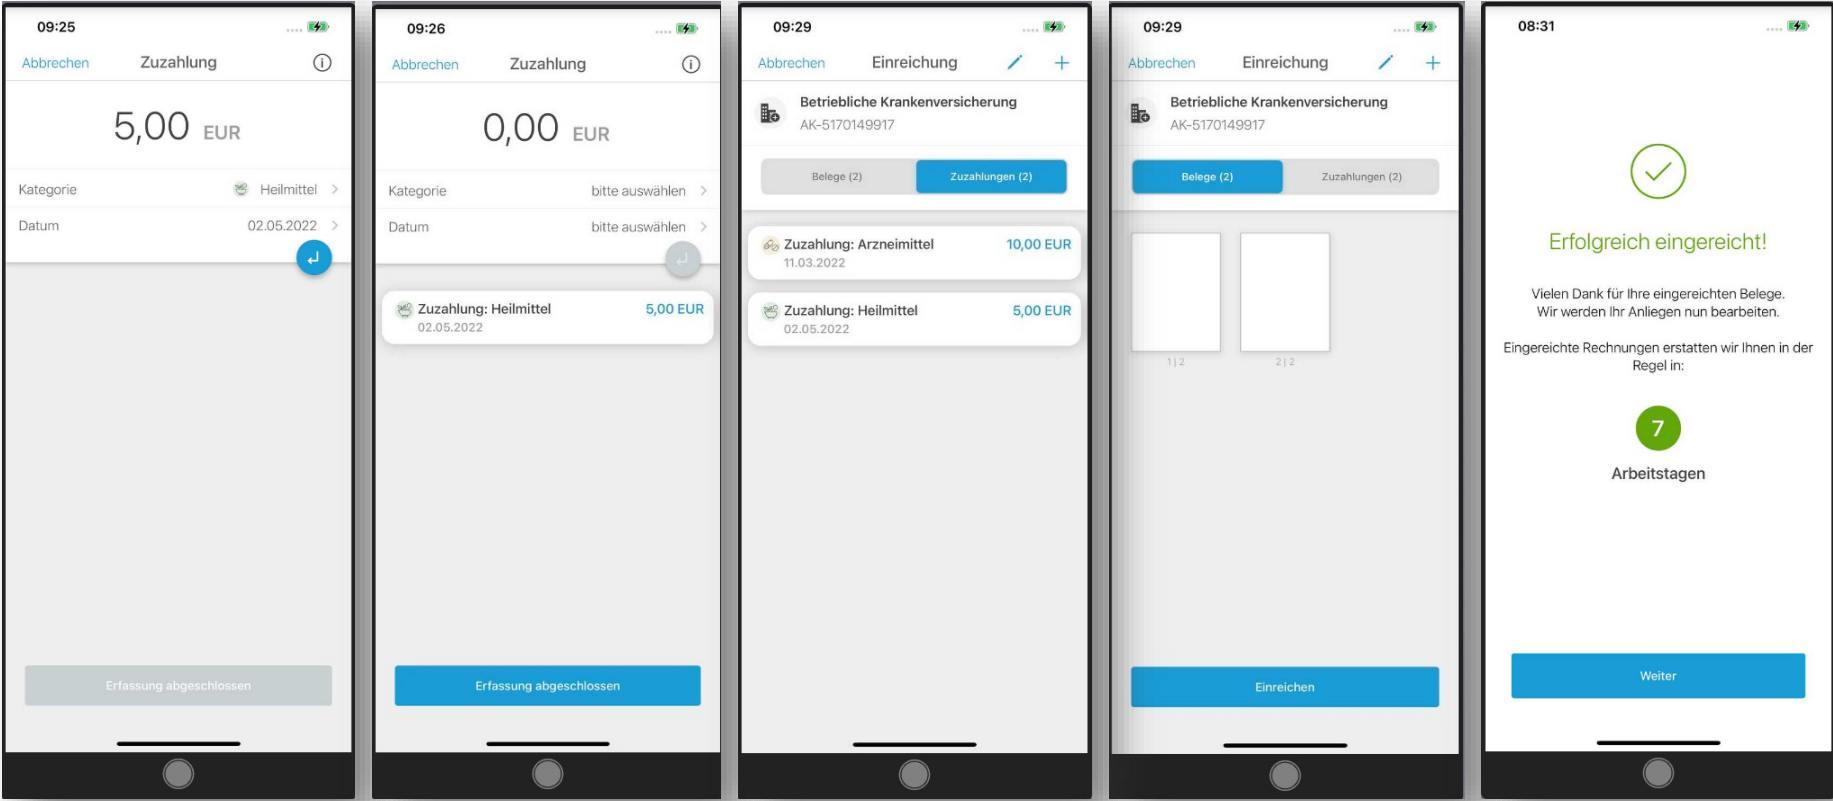 09:25
Abbrechen Zuzahlung
5,00 EUR
Kategorie Heilmittel
Datum 02.05.2022
Erfassung abgeschlossen
09:26
Abbrechen Zuzahlung
0,00 EUR
Kategorie bitte auswählen
Datum bitte auswählen
Zuzahlung: Heilmittel 5,00 EUR
02.05.2022
Erfassung abgeschlossen
09:29
Abbrechen Einreichung
Betriebliche Krankenversicherung
AK-5170149917
Belege (2) Zuzahlungen (2)
Zuzahlung: Arzneimittel 10,00 EUR
11.03.2022
Zuzahlung: Heilmittel 5,00 EUR
02.05.2022
09:29
Abbrechen Einreichung
Betriebliche Krankenversicherung
AK-5170149917
Belege (2) Zuzahlungen (2)
1 | 2 2 | 2
Einreichen
08:31
Erfolgreich eingereicht!
Vielen Dank für Ihre eingereichten Belege.
Wir werden Ihr Anliegen nun bearbeiten.
Eingereichte Rechnungen erstatten wir Ihnen in der
Regel in:
7
Arbeitstagen
Weiter